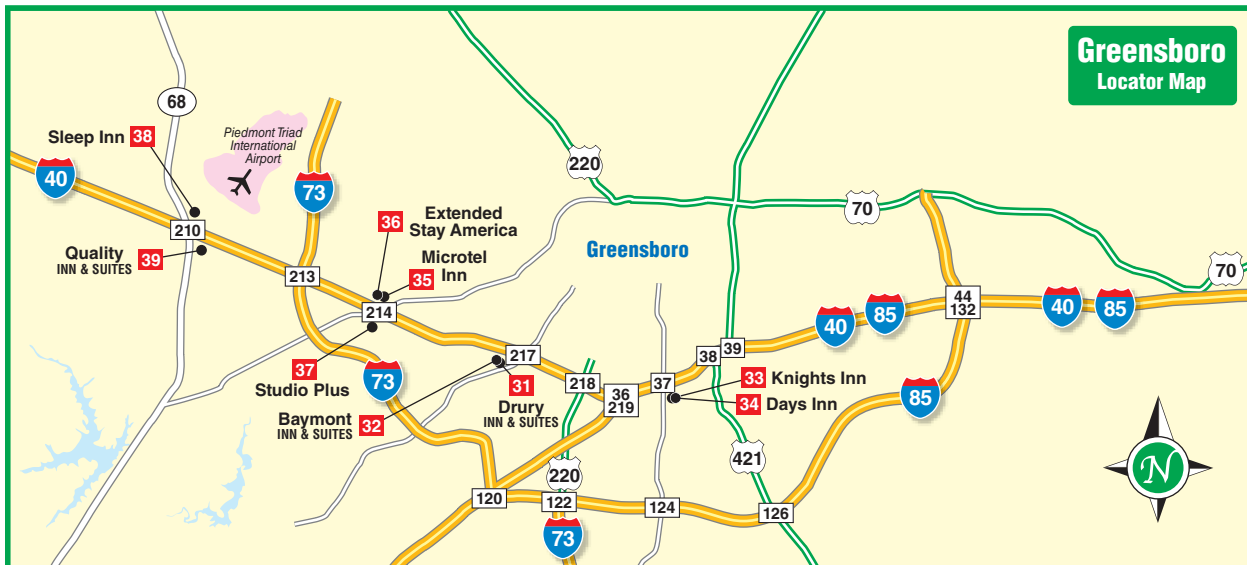 Greensboro
Locator Map
68
Sleep Inn 38
Piedmont Triad
International
Airport
220
40
73
70
36 Extended
Stay America
210
Quality
INN & SUITES
39
Greensboro
35 Microtel
Inn
70
213
44
132
214
40
85
40
85
217
38
39
37
Studio Plus
73
31
Drury
INN & SUITES
218
36
219
37
33 Knights Inn
34 Days Inn
85
Baymont
INN & SUITES
32
421
220
N
120
122
124
126
73